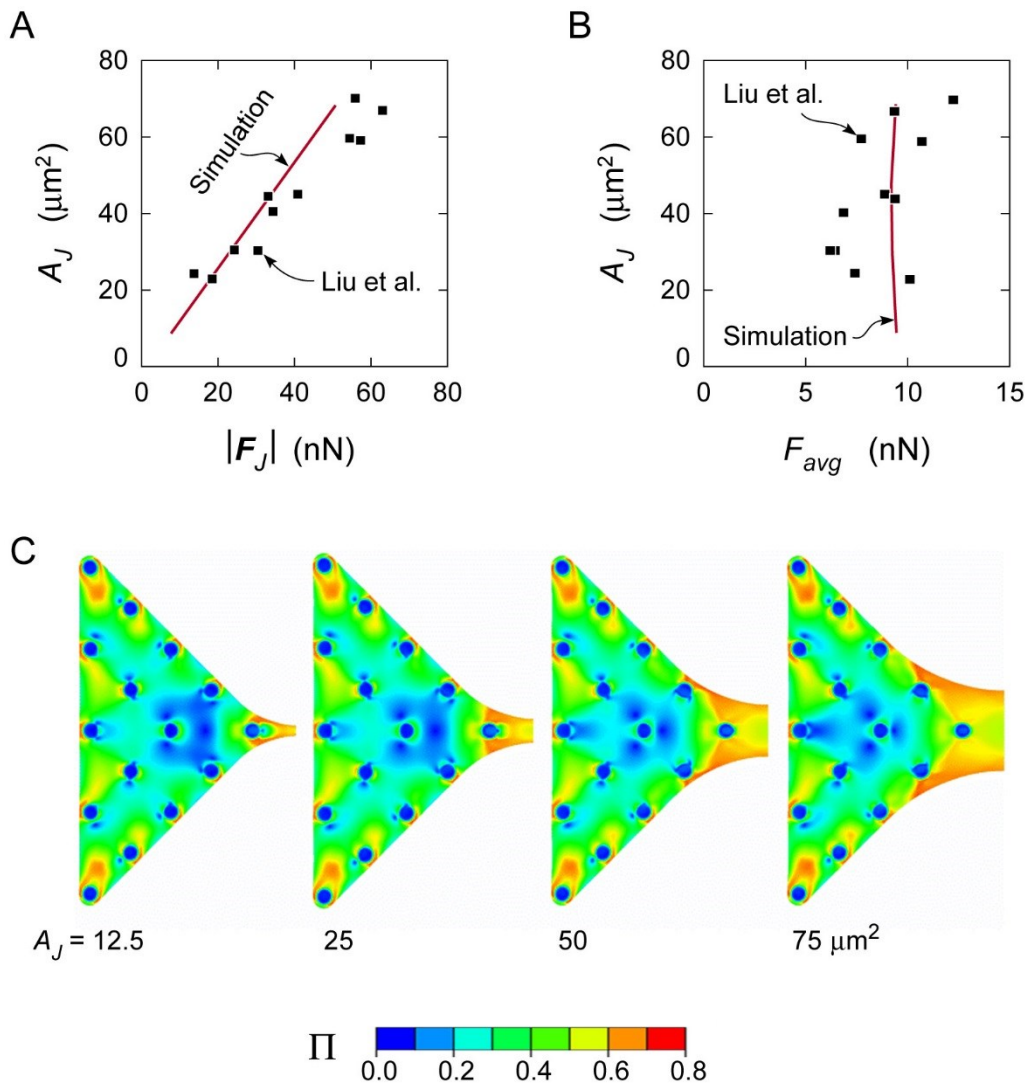 A
80
60
40
20
0
A_J (μm²)
Simulation
Liu et al.
0 20 40 60 80
|F_J| (nN)
B
80
60
40
20
0
A_J (μm²)
Liu et al.
Simulation
0 5 10 15
F_avg (nN)
C
A_J = 12.5 25 50 75 μm²
Π
0.0 0.2 0.4 0.6 0.8